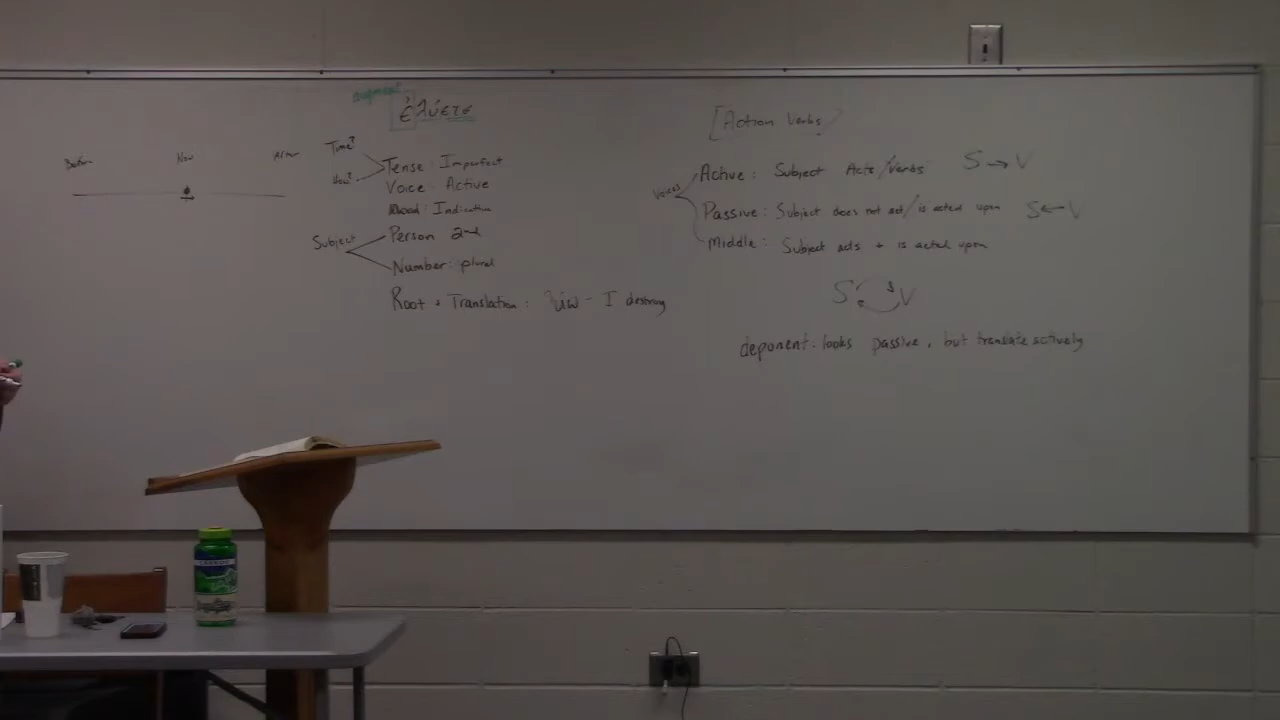 augment
ἐλύετε
Before Now After
Time?
How?
Tense: Imperfect
Voice: Active
Mood: Indicative
Subject
Person 2nd
Number: plural
Root + Translation: λύω - I destroy
[Action Verbs]
Voices
Active: Subject Acts/Verbs S → V
Passive: Subject does not act/is acted upon S ← V
Middle: Subject acts + is acted upon
S V
deponent: looks passive, but translate actively